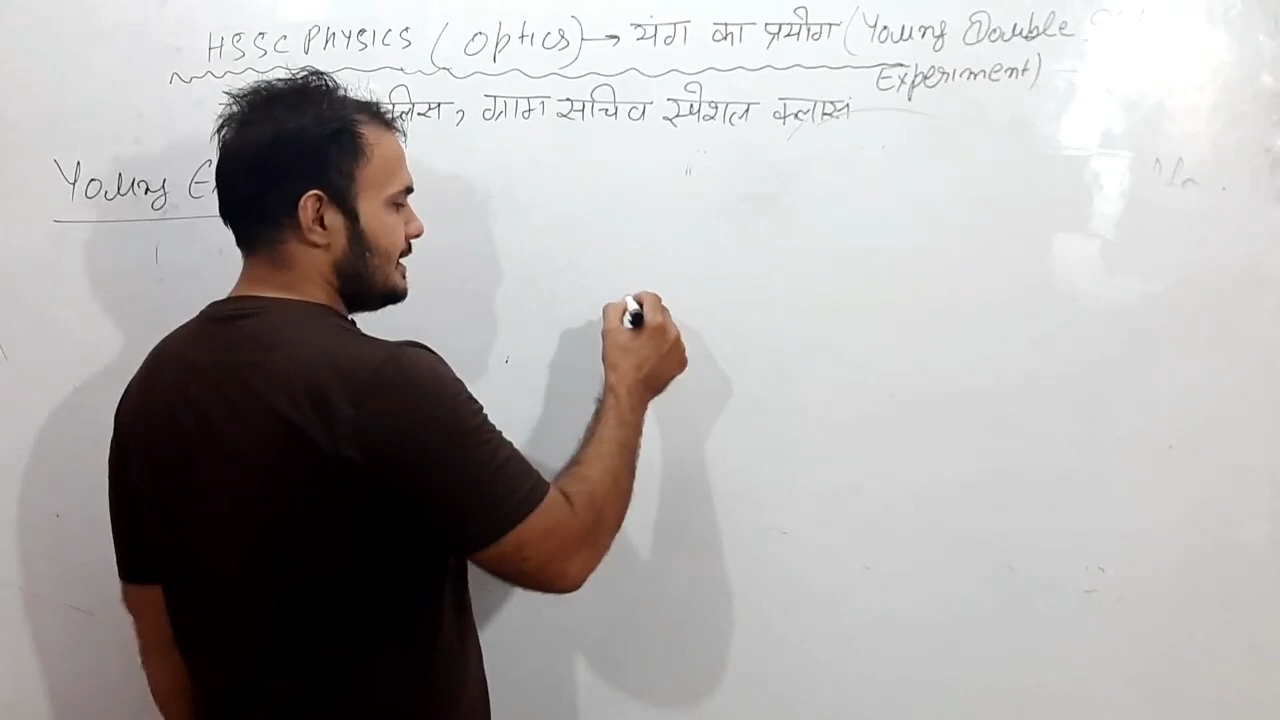 HSSC PHYSICS (Optics) → यंग का प्रयोग (Young Double
Experiment)
लिस, ग्राम सचिव स्पेशल क्लास
Young E